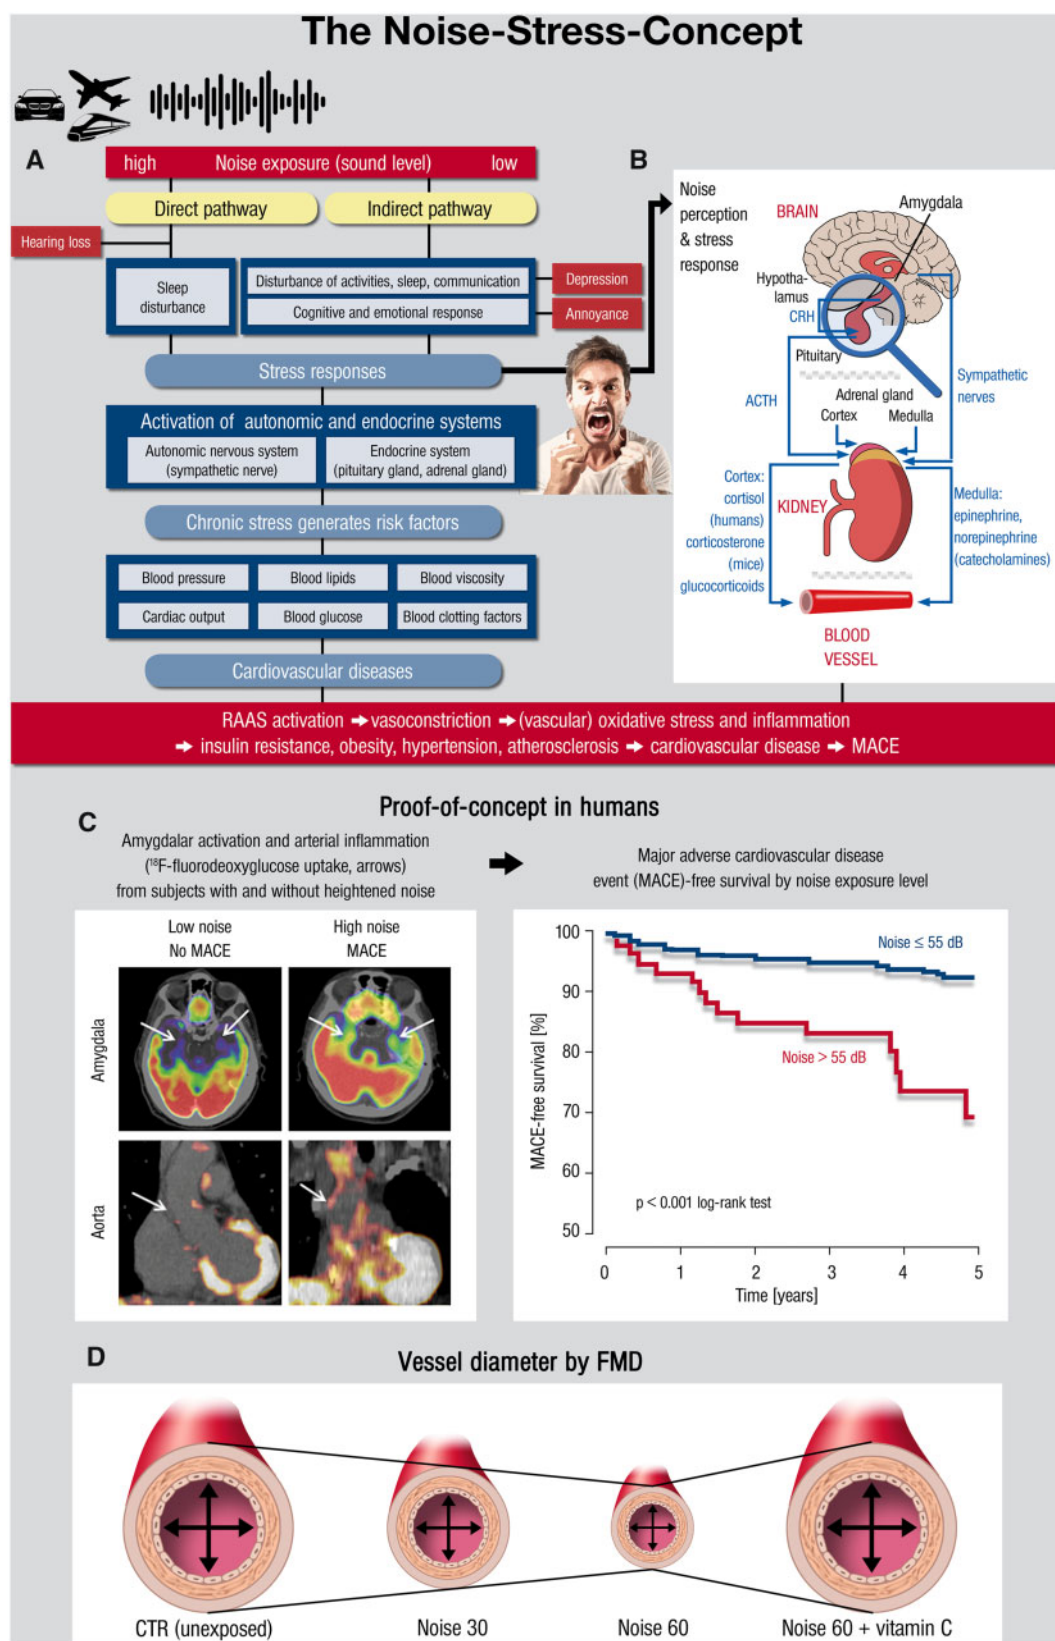 The Noise-Stress-Concept
A
high Noise exposure (sound level) low
Direct pathway
Indirect pathway
Hearing loss
Sleep
disturbance
Disturbance of activities, sleep, communication
Cognitive and emotional response
Depression
Annoyance
Stress responses
Activation of autonomic and endocrine systems
Autonomic nervous system
(sympathetic nerve)
Endocrine system
(pituitary gland, adrenal gland)
Chronic stress generates risk factors
Blood pressure
Blood lipids
Blood viscosity
Cardiac output
Blood glucose
Blood clotting factors
Cardiovascular diseases
B
Noise
perception
& stress
response
BRAIN
Amygdala
Hypotha-
lamus
CRH
Pituitary
ACTH
Sympathetic
nerves
Adrenal gland
Cortex
Medulla
Cortex:
cortisol
(humans)
corticosterone
(mice)
glucocorticoids
KIDNEY
Medulla:
epinephrine,
norepinephrine
(catecholamines)
BLOOD
VESSEL
RAAS activation ➔ vasoconstriction ➔ (vascular) oxidative stress and inflammation
➔ insulin resistance, obesity, hypertension, atherosclerosis ➔ cardiovascular disease ➔ MACE
Proof-of-concept in humans
C
Amygdalar activation and arterial inflammation
(¹⁸F-fluorodeoxyglucose uptake, arrows)
from subjects with and without heightened noise
Major adverse cardiovascular disease
event (MACE)-free survival by noise exposure level
Low noise
No MACE
High noise
MACE
Amygdala
Aorta
MACE-free survival [%]
100
90
80
70
60
50
Noise ≤ 55 dB
Noise > 55 dB
p < 0.001 log-rank test
0 1 2 3 4 5
Time [years]
D
Vessel diameter by FMD
CTR (unexposed)
Noise 30
Noise 60
Noise 60 + vitamin C